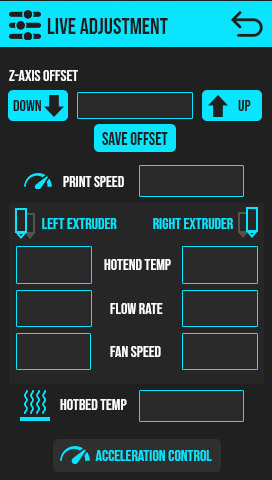 LIVE ADJUSTMENT
Z-AXIS OFFSET
DOWN UP
SAVE OFFSET
PRINT SPEED
LEFT EXTRUDER RIGHT EXTRUDER
HOTEND TEMP
FLOW RATE
FAN SPEED
HOTBED TEMP
ACCELERATION CONTROL